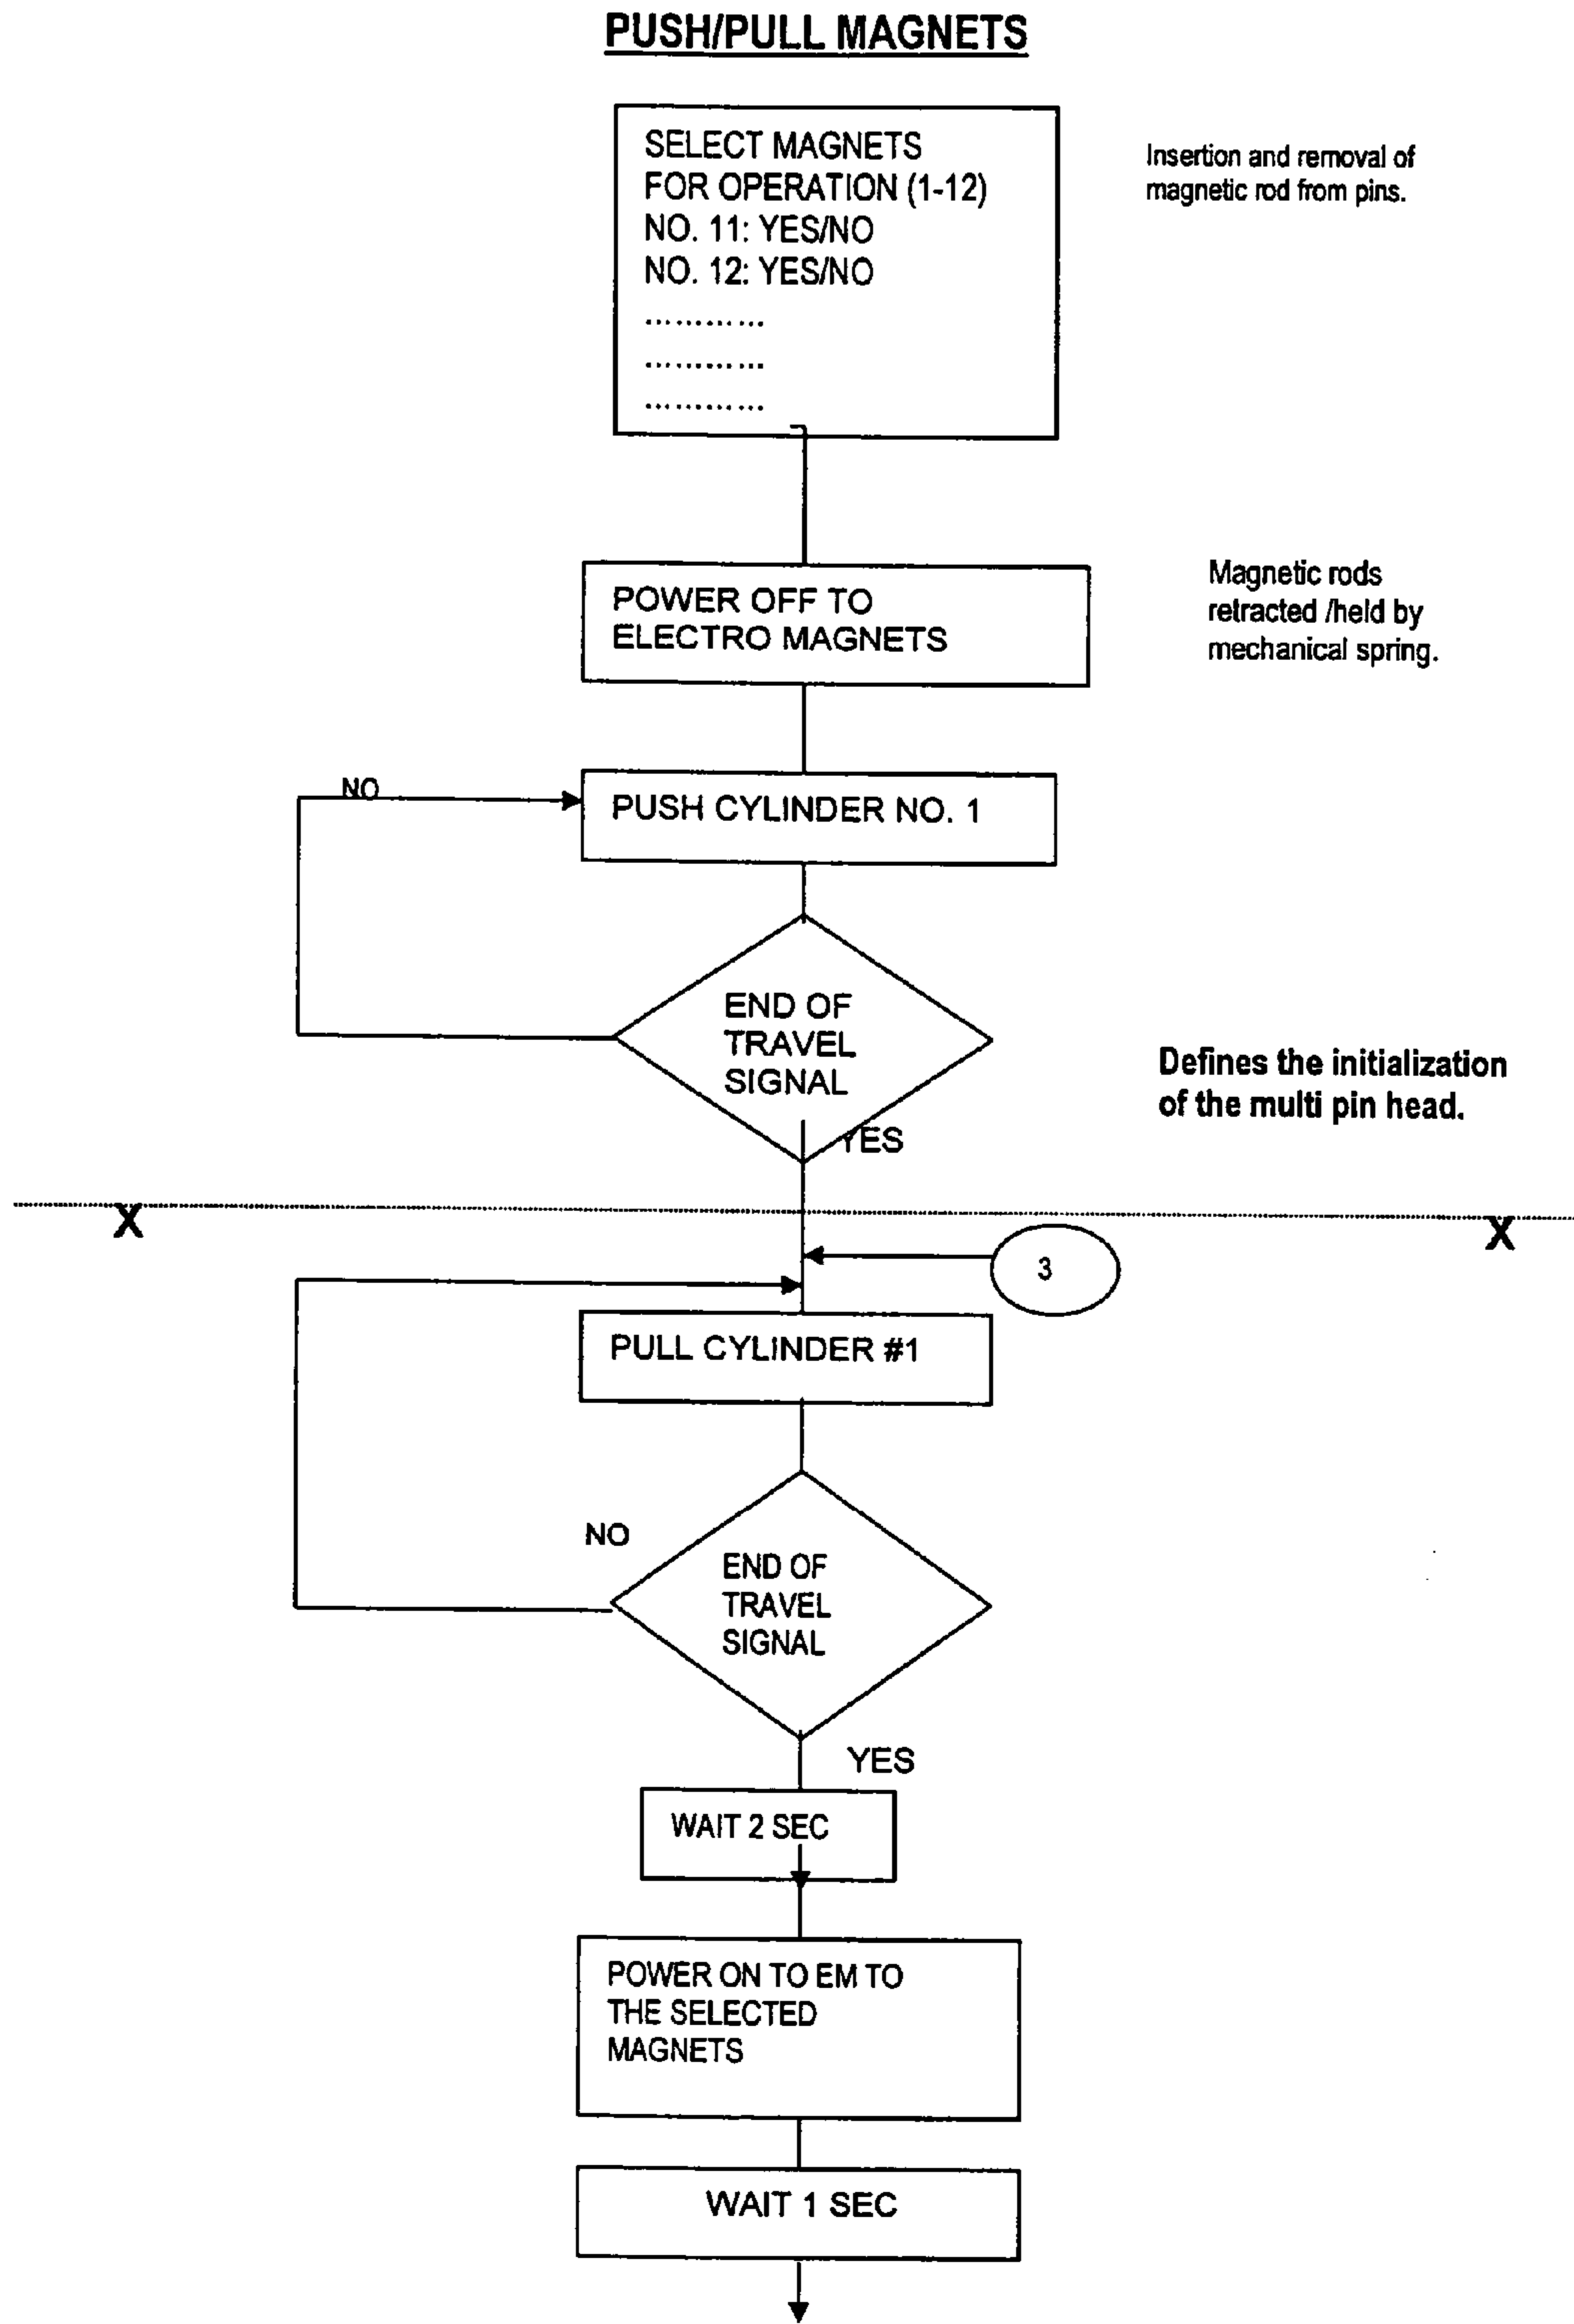 PUSH/PULL MAGNETS
SELECT MAGNETS
FOR OPERATION (1-12)
NO. 11: YES/NO
NO. 12: YES/NO
............
............
............
Insertion and removal of
magnetic rod from pins.
POWER OFF TO
ELECTRO MAGNETS
Magnetic rods
retracted /held by
mechanical spring.
NO
PUSH CYLINDER NO. 1
END OF
TRAVEL
SIGNAL
Defines the initialization
of the multi pin head.
YES
X
X
3
PULL CYLINDER #1
NO
END OF
TRAVEL
SIGNAL
YES
WAIT 2 SEC
POWER ON TO EM TO
THE SELECTED
MAGNETS
WAIT 1 SEC